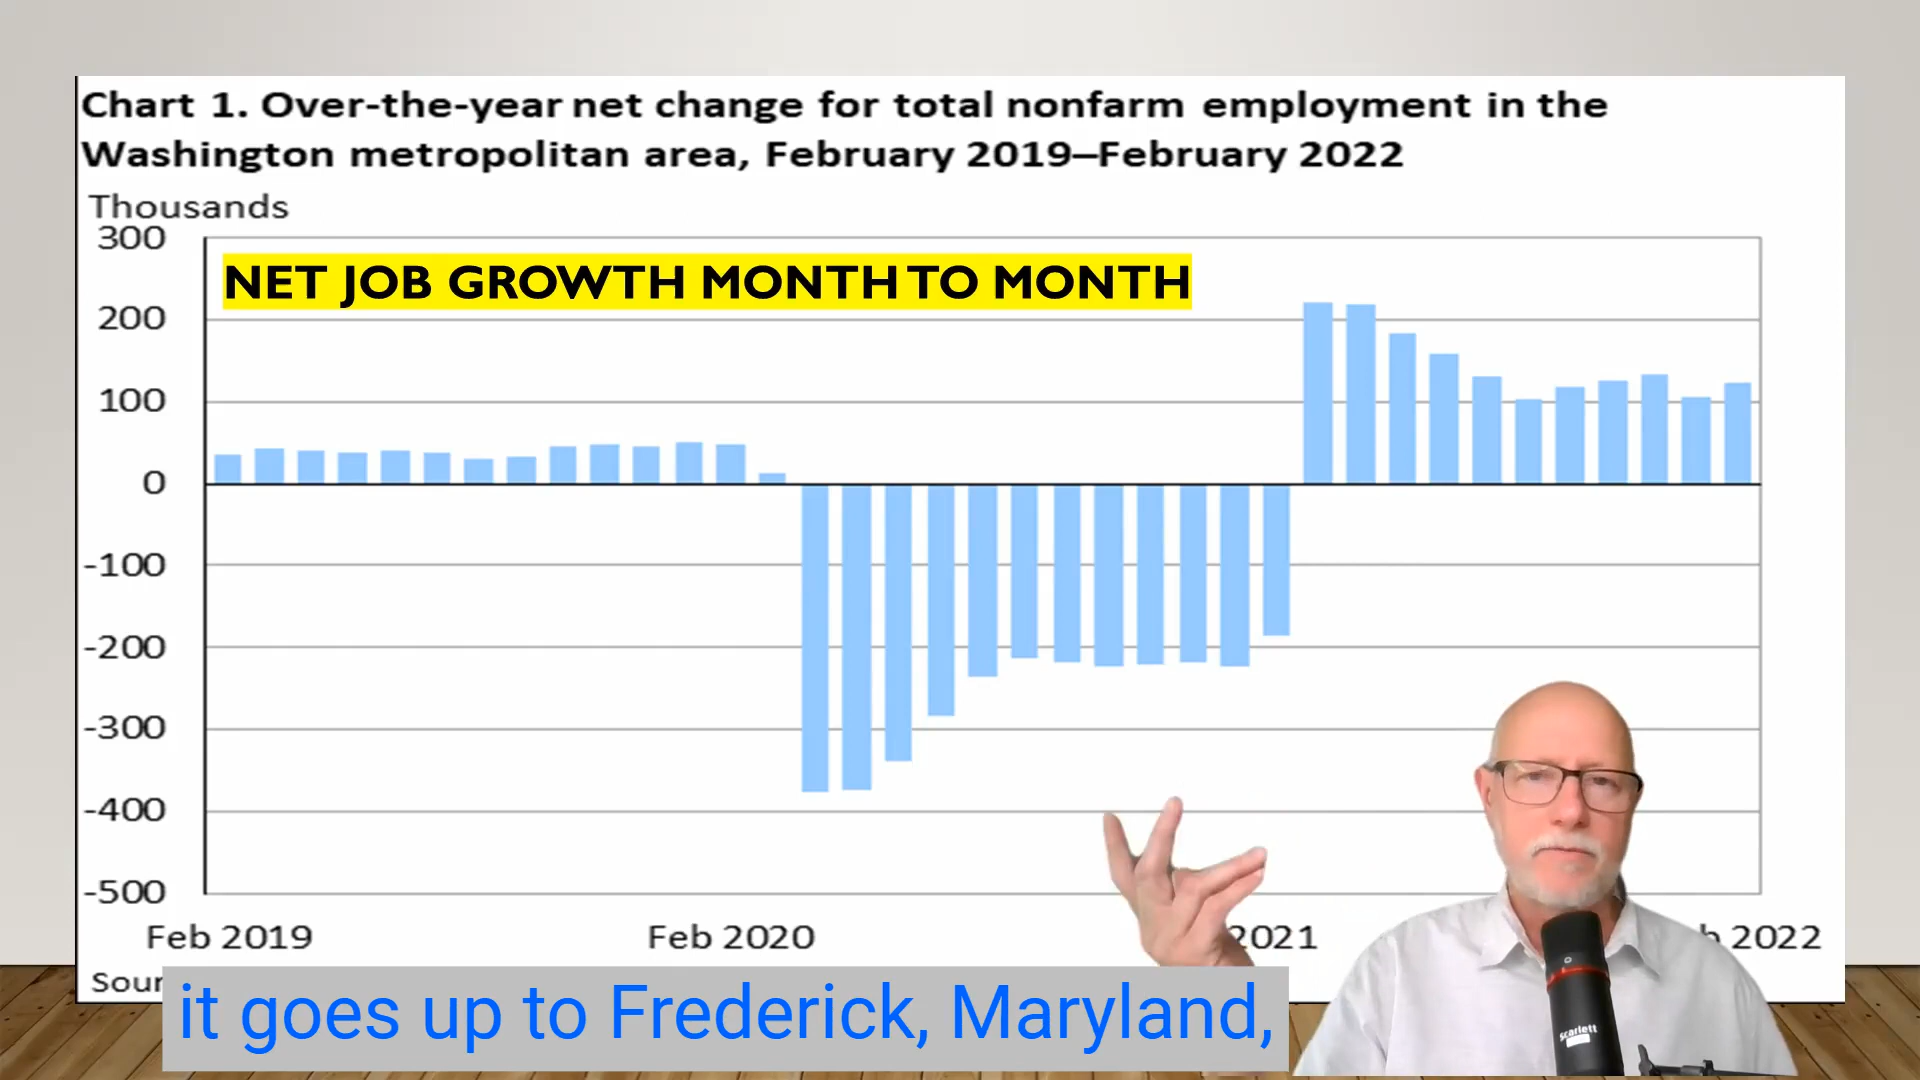 Chart 1. Over-the-year net change for total nonfarm employment in the
Washington metropolitan area, February 2019–February 2022
Thousands
300
NET JOB GROWTH MONTH TO MONTH
200
100
0
-100
-200
-300
-400
-500
Feb 2019 Feb 2020 2021 2022
it goes up to Frederick, Maryland,
Scarlett